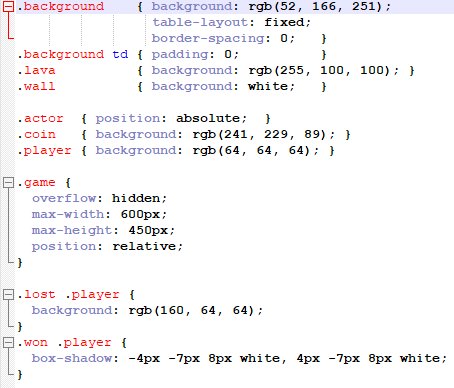 .background    { background: rgb(52, 166, 251);
                 table-layout: fixed;
                 border-spacing: 0;   }
.background td { padding: 0;          }
.lava          { background: rgb(255, 100, 100); }
.wall          { background: white;   }
.actor  { position: absolute;  }
.coin   { background: rgb(241, 229, 89); }
.player { background: rgb(64, 64, 64); }
.game {
  overflow: hidden;
  max-width: 600px;
  max-height: 450px;
  position: relative;
}
.lost .player {
  background: rgb(160, 64, 64);
}
.won .player {
  box-shadow: -4px -7px 8px white, 4px -7px 8px white;
}